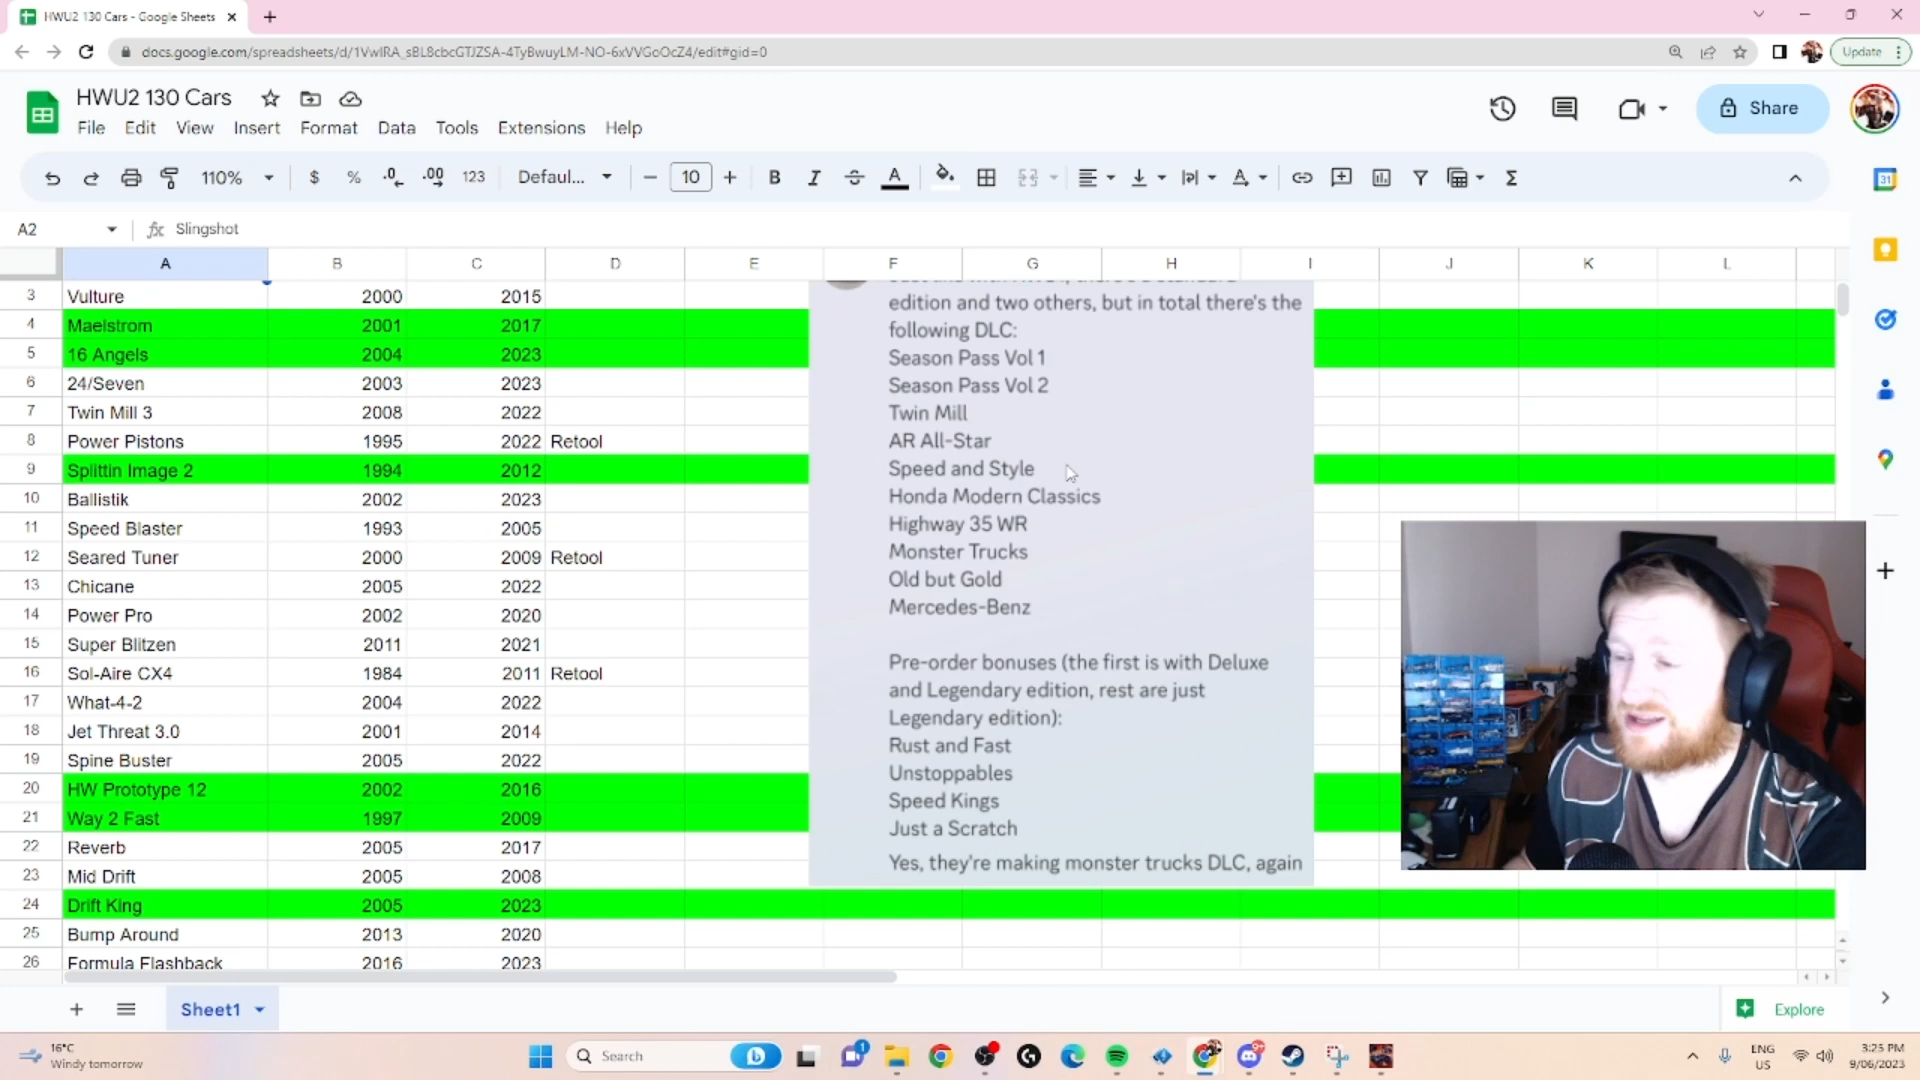 HWU2 130 Cars - Google Sheets
docs.google.com/spreadsheets/d/1VwIRA_sBL8cbcGTJZSA-4TyBwuyLM-NO-6xVVGoOcZ4/edit#gid=0
Update
HWU2 130 Cars
File Edit View Insert Format Data Tools Extensions Help
Share
110% $ % .0 .00 123 Defaul... 10 B I A
31
A2 fx Slingshot
A B C D E F G H I J K L
3 Vulture 2000 2015
4 Maelstrom 2001 2017
5 16 Angels 2004 2023
6 24/Seven 2003 2023
7 Twin Mill 3 2008 2022
8 Power Pistons 1995 2022 Retool
9 Splittin Image 2 1994 2012
10 Ballistik 2002 2023
11 Speed Blaster 1993 2005
12 Seared Tuner 2000 2009 Retool
13 Chicane 2005 2022
14 Power Pro 2002 2020
15 Super Blitzen 2011 2021
16 Sol-Aire CX4 1984 2011 Retool
17 What-4-2 2004 2022
18 Jet Threat 3.0 2001 2014
19 Spine Buster 2005 2022
20 HW Prototype 12 2002 2016
21 Way 2 Fast 1997 2009
22 Reverb 2005 2017
23 Mid Drift 2005 2008
24 Drift King 2005 2023
25 Bump Around 2013 2020
26 Formula Flashback 2016 2023
edition and two others, but in total there's the
following DLC:
Season Pass Vol 1
Season Pass Vol 2
Twin Mill
AR All-Star
Speed and Style
Honda Modern Classics
Highway 35 WR
Monster Trucks
Old but Gold
Mercedes-Benz
Pre-order bonuses (the first is with Deluxe
and Legendary edition, rest are just
Legendary edition):
Rust and Fast
Unstoppables
Speed Kings
Just a Scratch
Yes, they're making monster trucks DLC, again
Sheet1
Explore
16°C
Windy tomorrow
Search
1
9+
ENG
US
3:25 PM
9/06/2023